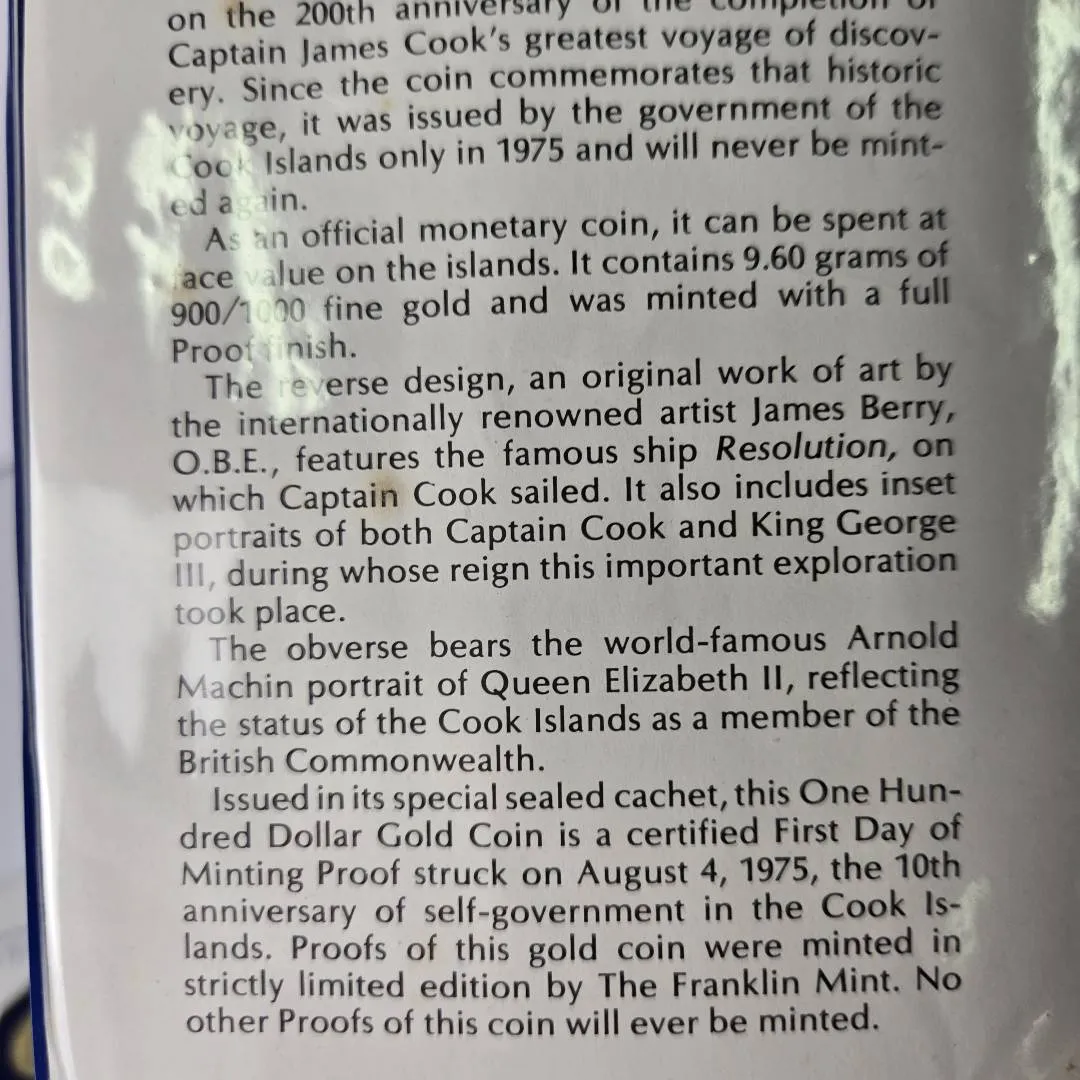 on the 200th anniversary of the completion of
Captain James Cook's greatest voyage of discov-
ery. Since the coin commemorates that historic
voyage, it was issued by the government of the
Cook Islands only in 1975 and will never be mint-
ed again.
As an official monetary coin, it can be spent at
face value on the islands. It contains 9.60 grams of
900/1000 fine gold and was minted with a full
Proof finish.
The reverse design, an original work of art by
the internationally renowned artist James Berry,
O.B.E., features the famous ship Resolution, on
which Captain Cook sailed. It also includes inset
portraits of both Captain Cook and King George
III, during whose reign this important exploration
took place.
The obverse bears the world-famous Arnold
Machin portrait of Queen Elizabeth II, reflecting
the status of the Cook Islands as a member of the
British Commonwealth.
Issued in its special sealed cachet, this One Hun-
dred Dollar Gold Coin is a certified First Day of
Minting Proof struck on August 4, 1975, the 10th
anniversary of self-government in the Cook Is-
lands. Proofs of this gold coin were minted in
strictly limited edition by The Franklin Mint. No
other Proofs of this coin will ever be minted.